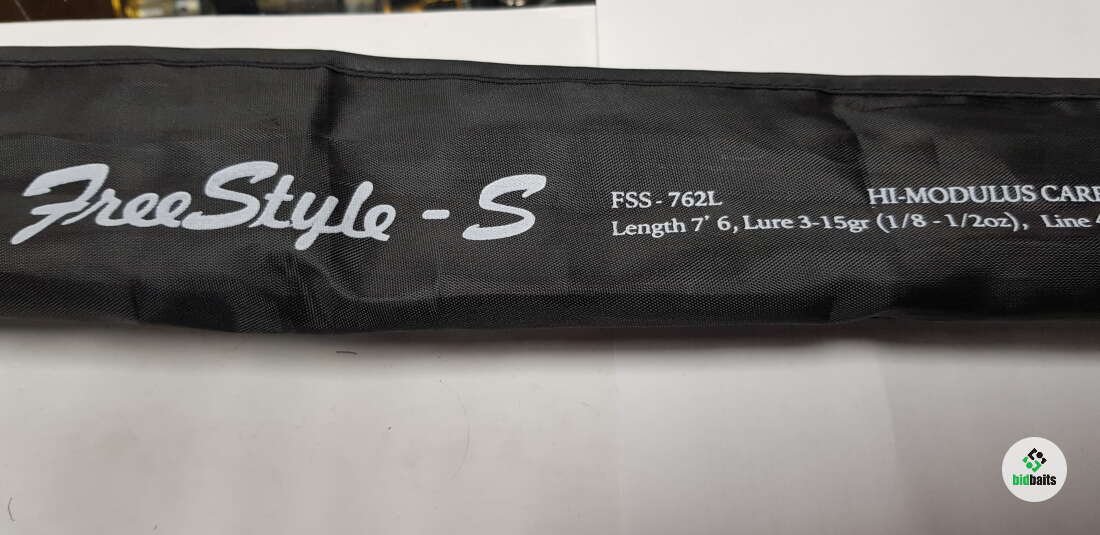 FreeStyle - S
FSS - 762L
HI-MODULUS
Length 7' 6, Lure 3-15gr (1/8 - 1/2oz), Line
bidbaits